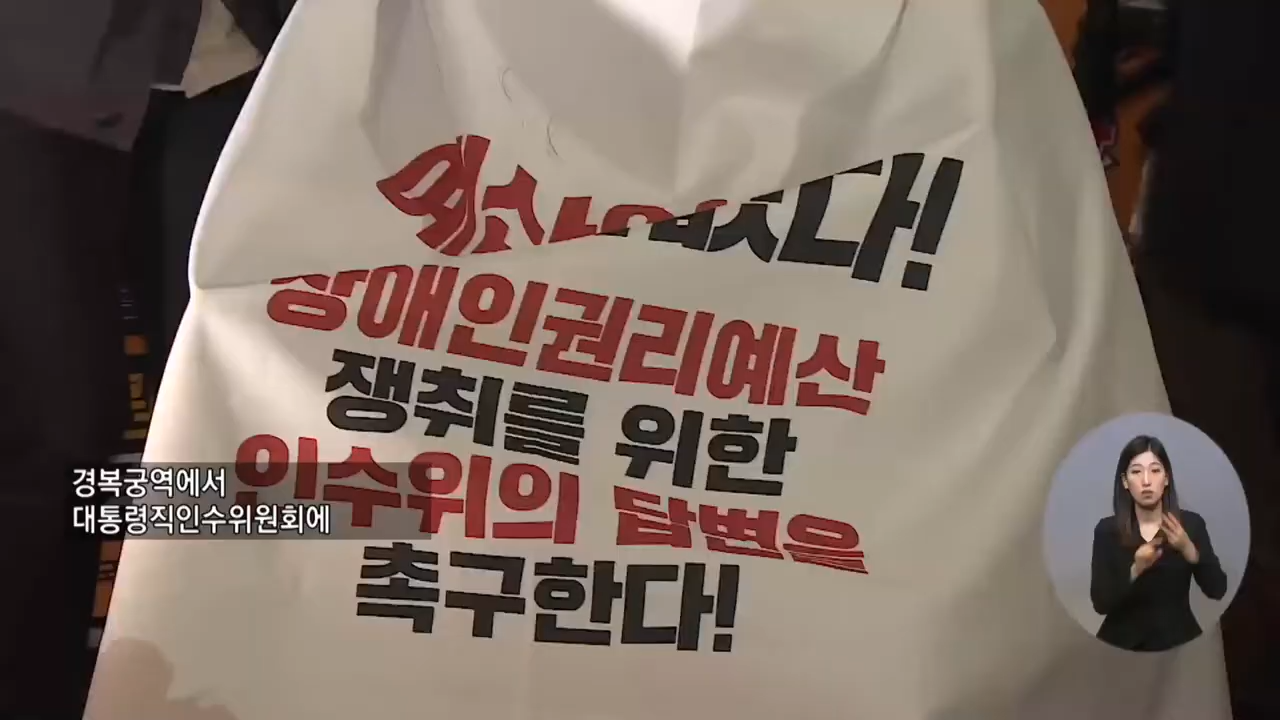 장애인권리예산
쟁취를 위한
인수위의 답변을
촉구한다!
경복궁역에서
대통령직인수위원회에